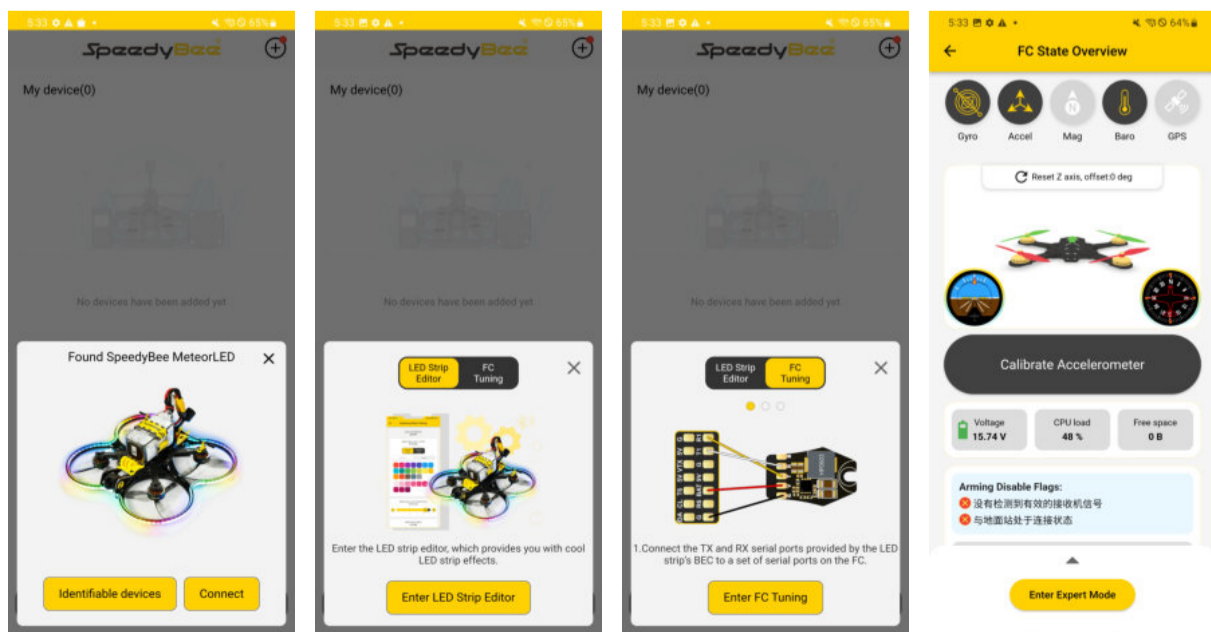 5:33
65%
SpeedyBee
My device(0)
No devices have been added yet
Found SpeedyBee MeteorLED
Identifiable devices
Connect
5:33
65%
SpeedyBee
My device(0)
No devices have been added yet
LED Strip
Editor
FC
Tuning
Enter the LED strip editor, which provides you with cool
LED strip effects.
Enter LED Strip Editor
5:33
65%
SpeedyBee
My device(0)
No devices have been added yet
LED Strip
Editor
FC
Tuning
1.Connect the TX and RX serial ports provided by the LED
strip's BEC to a set of serial ports on the FC.
Enter FC Tuning
5:33
64%
FC State Overview
N
Gyro
Accel
Mag
Baro
GPS
Reset Z axis, offset:0 deg
Calibrate Accelerometer
Voltage
15.74 V
CPU load
48 %
Free space
0 B
Arming Disable Flags:
没有检测到有效的接收机信号
与地面站处于连接状态
Enter Expert Mode